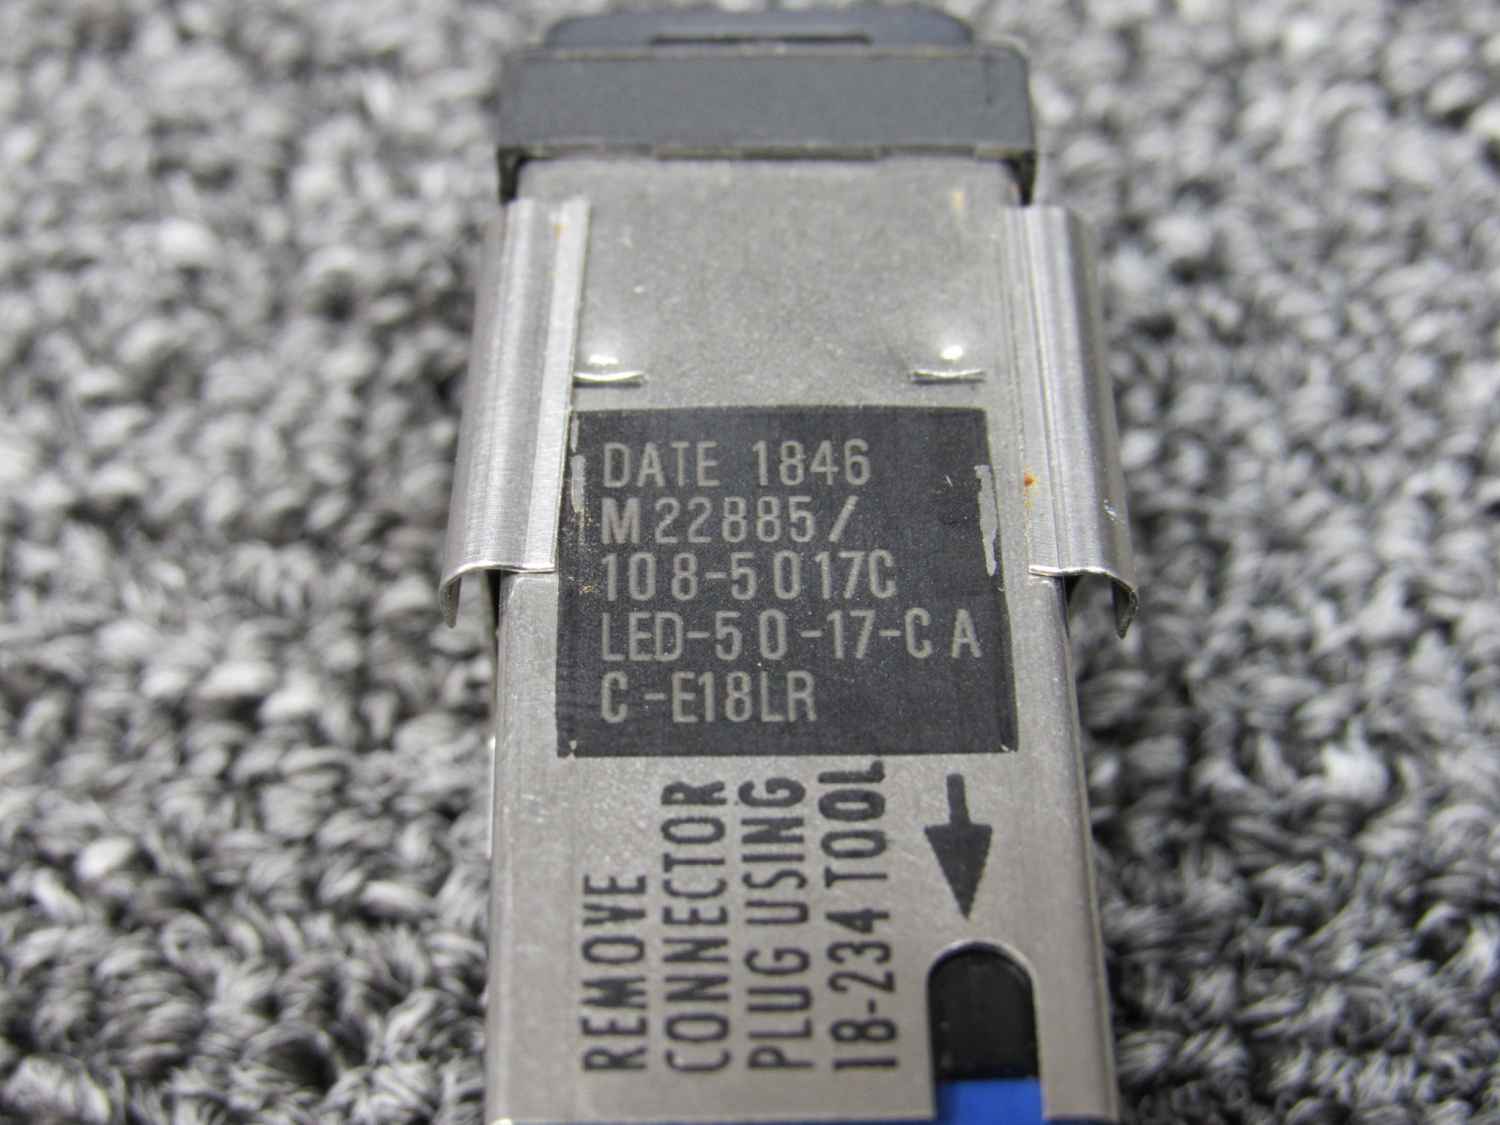 DATE 1846
M22885/
108-5017C
LED-50-17-CA
C-E18LR
REMOVE
CONNECTOR
PLUG USING
18-234 TOOL